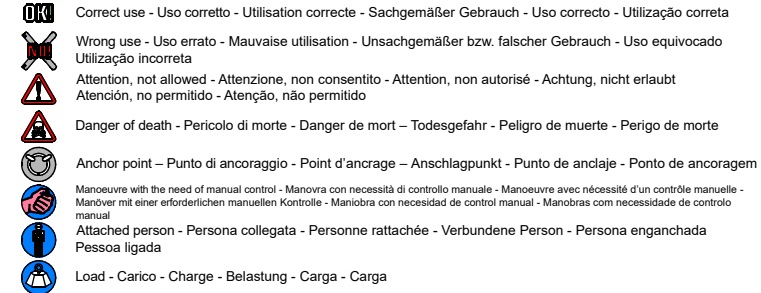 OK!
Correct use - Uso corretto - Utilisation correcte - Sachgemäßer Gebrauch - Uso correcto - Utilização correta
NO!
Wrong use - Uso errato - Mauvaise utilisation - Unsachgemäßer bzw. falscher Gebrauch - Uso equivocado
Utilização incorreta
Attention, not allowed - Attenzione, non consentito - Attention, non autorisé - Achtung, nicht erlaubt
Atención, no permitido - Atenção, não permitido
Danger of death - Pericolo di morte - Danger de mort – Todesgefahr - Peligro de muerte - Perigo de morte
Anchor point – Punto di ancoraggio - Point d’ancrage – Anschlagpunkt - Punto de anclaje - Ponto de ancoragem
Manoeuvre with the need of manual control - Manovra con necessità di controllo manuale - Manoeuvre avec nécessité d’un contrôle manuelle -
Manöver mit einer erforderlichen manuellen Kontrolle - Maniobra con necesidad de control manual - Manobras com necessidade de controlo
manual
Attached person - Persona collegata - Personne rattachée - Verbundene Person - Persona enganchada
Pessoa ligada
Load - Carico - Charge - Belastung - Carga - Carga